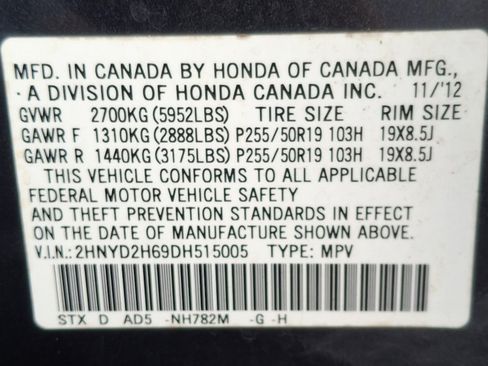 MFD. IN CANADA BY HONDA OF CANADA MFG.,
A DIVISION OF HONDA CANADA INC. 11/'12
GVWR 2700KG (5952LBS) TIRE SIZE RIM SIZE
GAWR F 1310KG (2888LBS) P255/50R19 103H 19X8.5J
GAWR R 1440KG (3175LBS) P255/50R19 103H 19X8.5J
THIS VEHICLE CONFORMS TO ALL APPLICABLE
FEDERAL MOTOR VEHICLE SAFETY
AND THEFT PREVENTION STANDARDS IN EFFECT
ON THE DATE OF MANUFACTURE SHOWN ABOVE.
V.I.N.: 2HNYD2H69DH515005 TYPE: MPV
STX D AD5 -NH782M -G -H